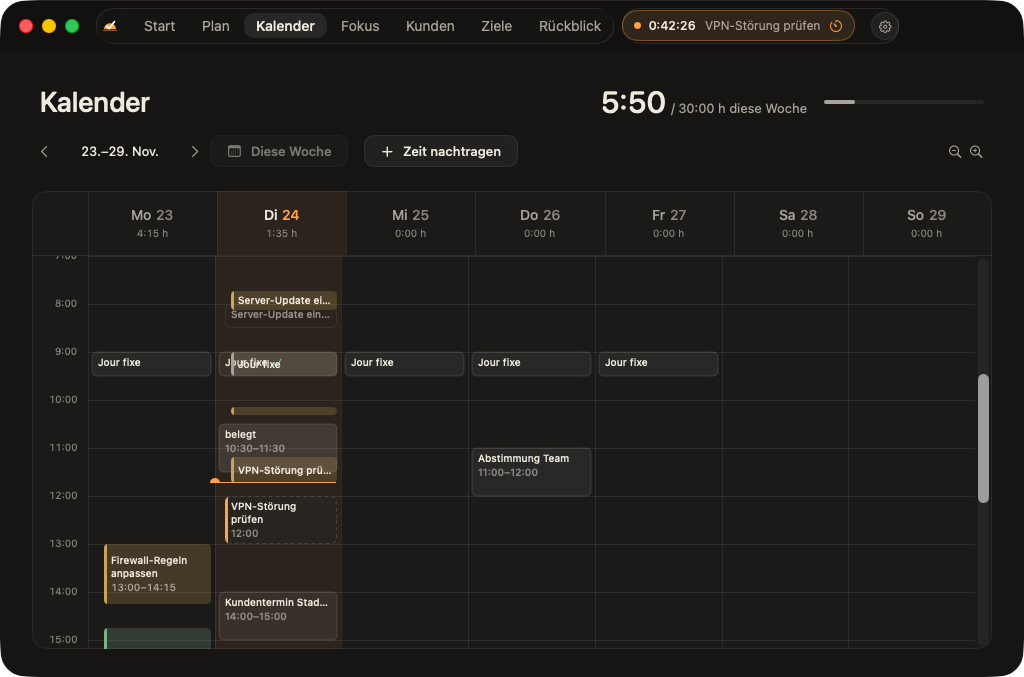 Start Plan Kalender Fokus Kunden Ziele Rückblick 0:42:26 VPN-Störung prüfen
Kalender
5:50 / 30:00 h diese Woche
23.–29. Nov. Diese Woche + Zeit nachtragen
Mo 23 Di 24 Mi 25 Do 26 Fr 27 Sa 28 So 29
4:15 h 1:35 h 0:00 h 0:00 h 0:00 h 0:00 h 0:00 h
7:00
Server-Update ei...
8:00
Server-Update ein...
9:00
Jour fixe Jour fixe Jour fixe Jour fixe Jour fixe
Jour fixe
10:00
belegt
11:00
10:30–11:30
Abstimmung Team
VPN-Störung prü...
11:00–12:00
12:00
VPN-Störung
prüfen
12:00
13:00
Firewall-Regeln
anpassen
13:00–14:15
14:00
Kundentermin Stad...
14:00–15:00
15:00